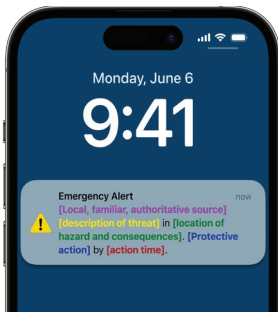 Monday, June 6
9:41
Emergency Alert now
[Local, familiar, authoritative source]
[description of threat] in [location of
hazard and consequences]. [Protective
action] by [action time].